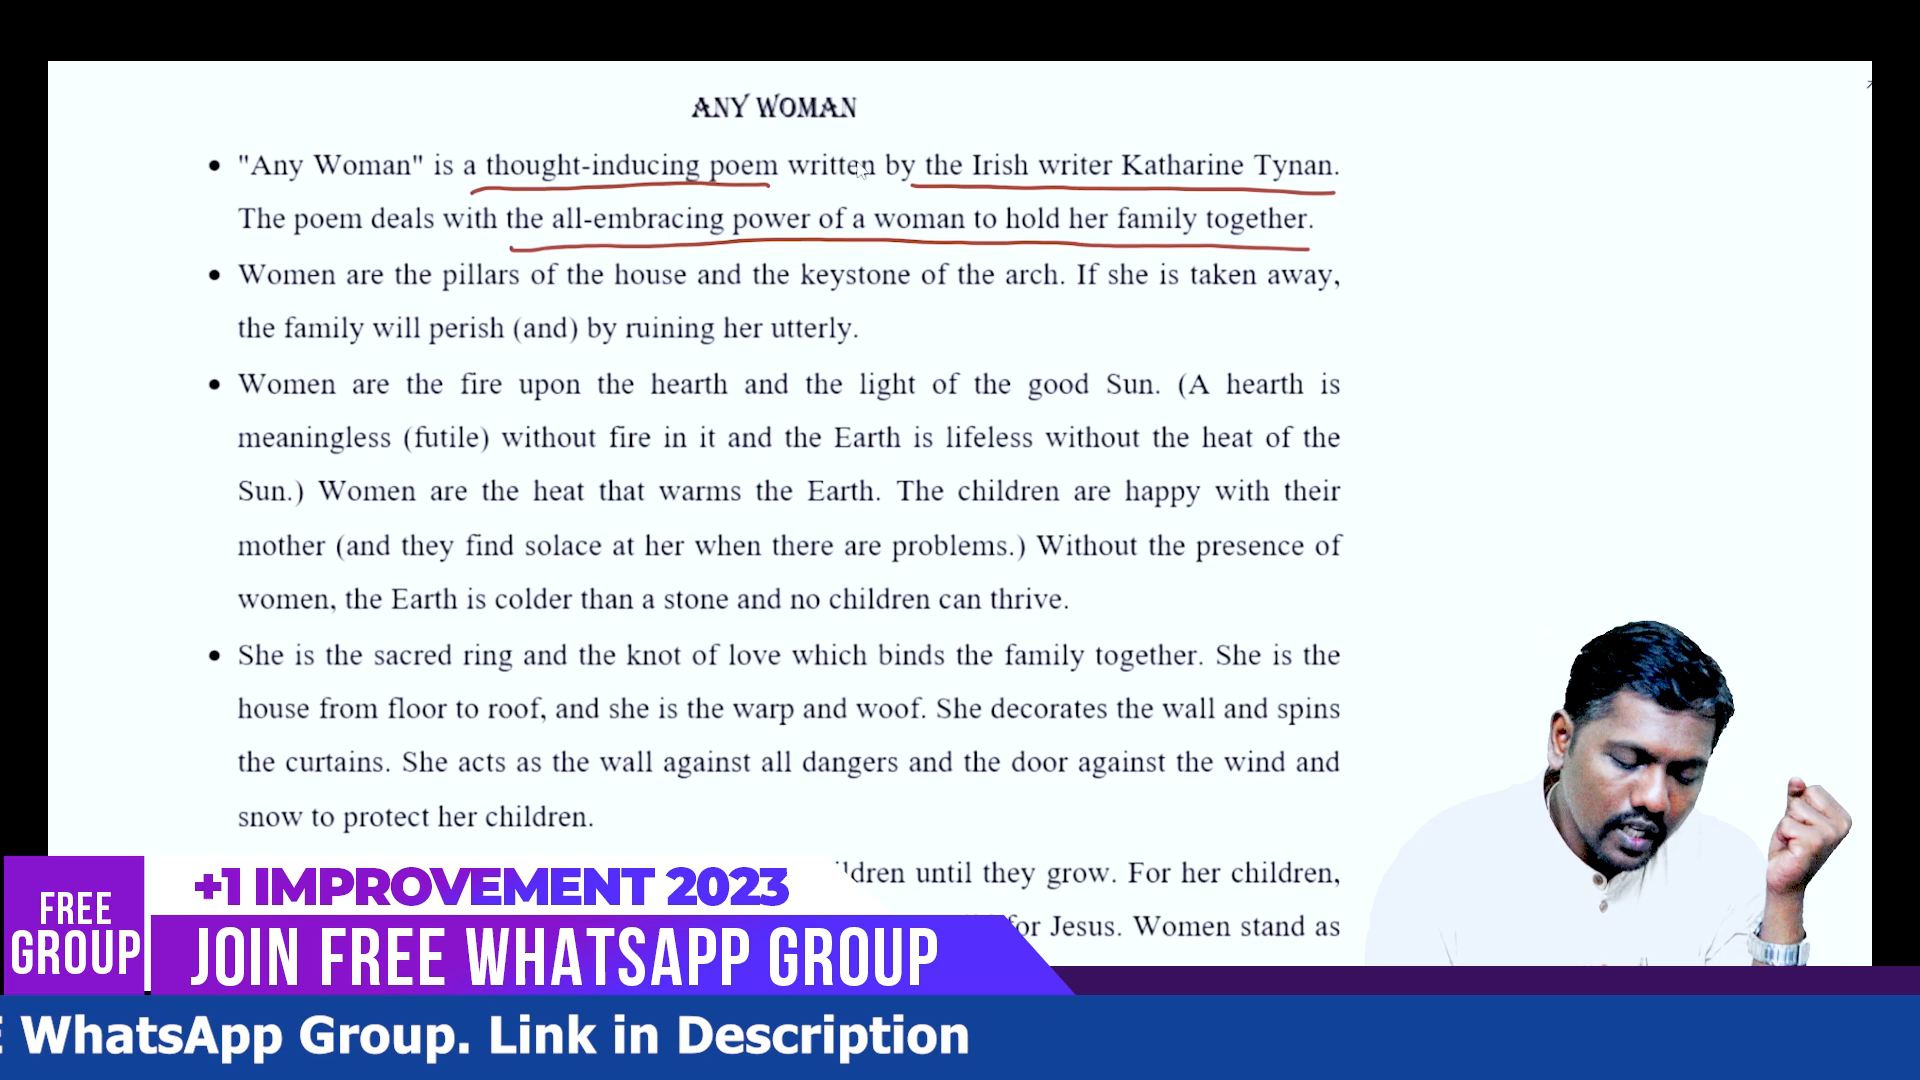 ANY WOMAN
• "Any Woman" is a thought-inducing poem written by the Irish writer Katharine Tynan.
The poem deals with the all-embracing power of a woman to hold her family together.
• Women are the pillars of the house and the keystone of the arch. If she is taken away,
the family will perish (and) by ruining her utterly.
• Women are the fire upon the hearth and the light of the good Sun. (A hearth is
meaningless (futile) without fire in it and the Earth is lifeless without the heat of the
Sun.) Women are the heat that warms the Earth. The children are happy with their
mother (and they find solace at her when there are problems.) Without the presence of
women, the Earth is colder than a stone and no children can thrive.
• She is the sacred ring and the knot of love which binds the family together. She is the
house from floor to roof, and she is the warp and woof. She decorates the wall and spins
the curtains. She acts as the wall against all dangers and the door against the wind and
snow to protect her children.
until they grow. For her children,
for Jesus. Women stand as
+1 IMPROVEMENT 2023
FREE
GROUP
JOIN FREE WHATSAPP GROUP
WhatsApp Group. Link in Description